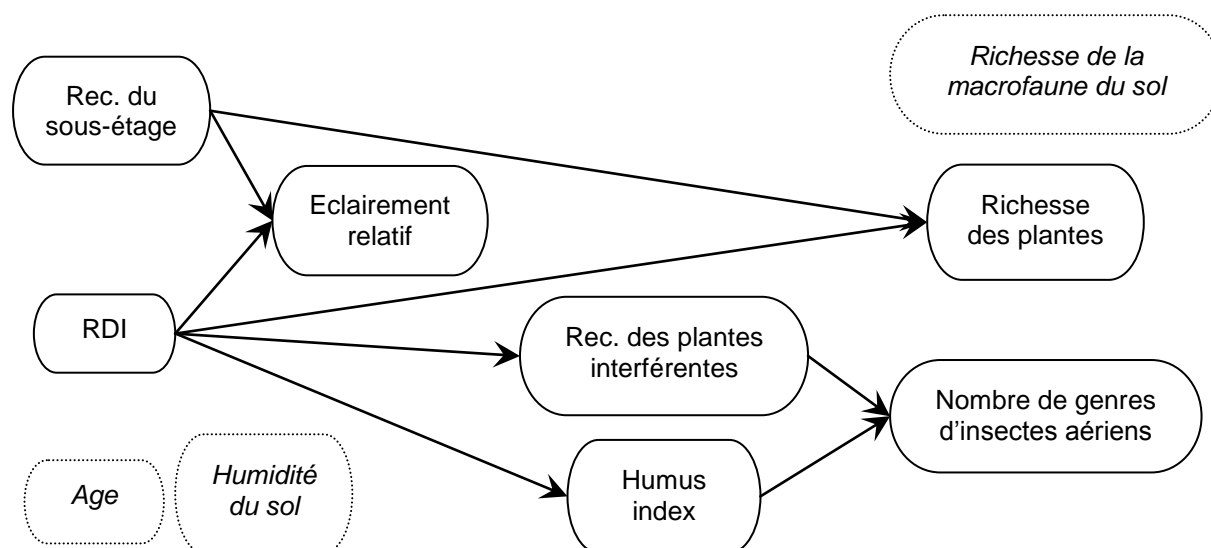 Richesse de la
macrofaune du sol
Rec. du
sous-étage
Eclairement
relatif
Richesse
des plantes
RDI
Rec. des plantes
interférentes
Nombre de genres
d'insectes aériens
Age
Humidité
du sol
Humus
index